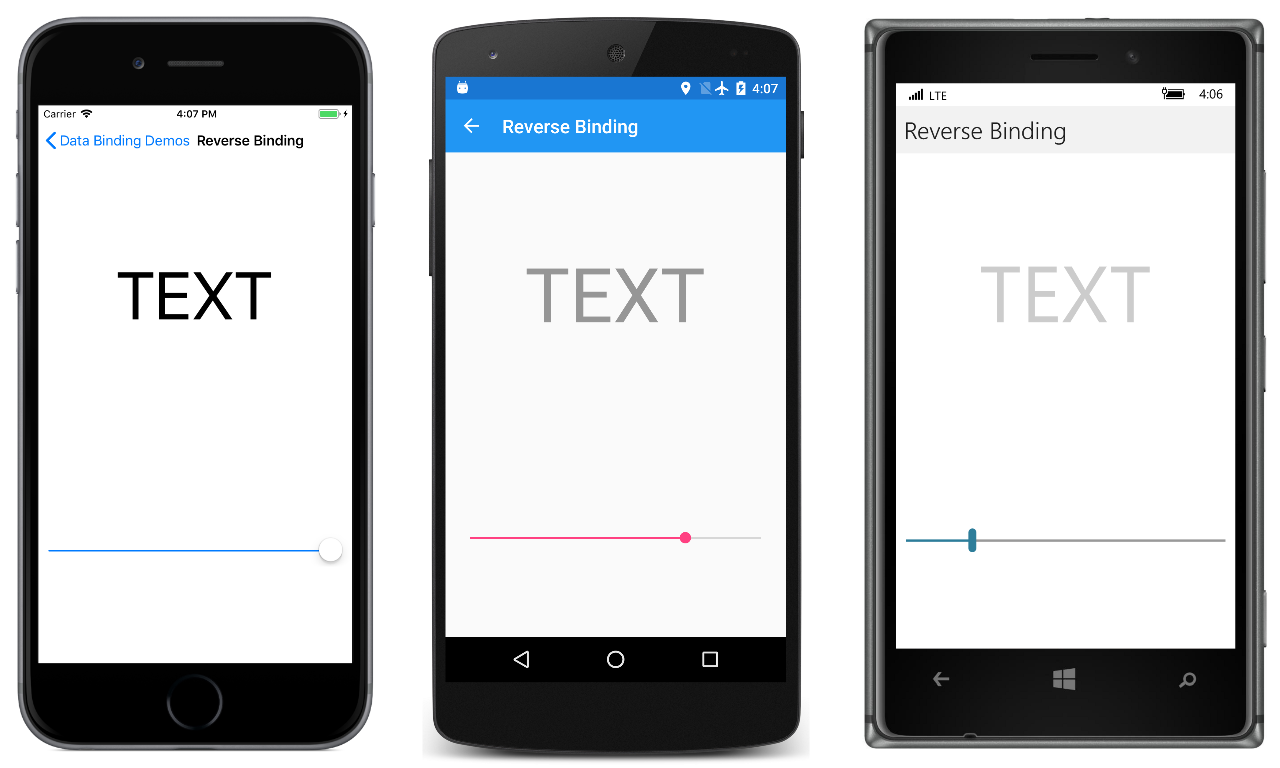 Carrier 4:07 PM
Data Binding Demos Reverse Binding
TEXT
4:07
Reverse Binding
TEXT
LTE 4:06
Reverse Binding
TEXT